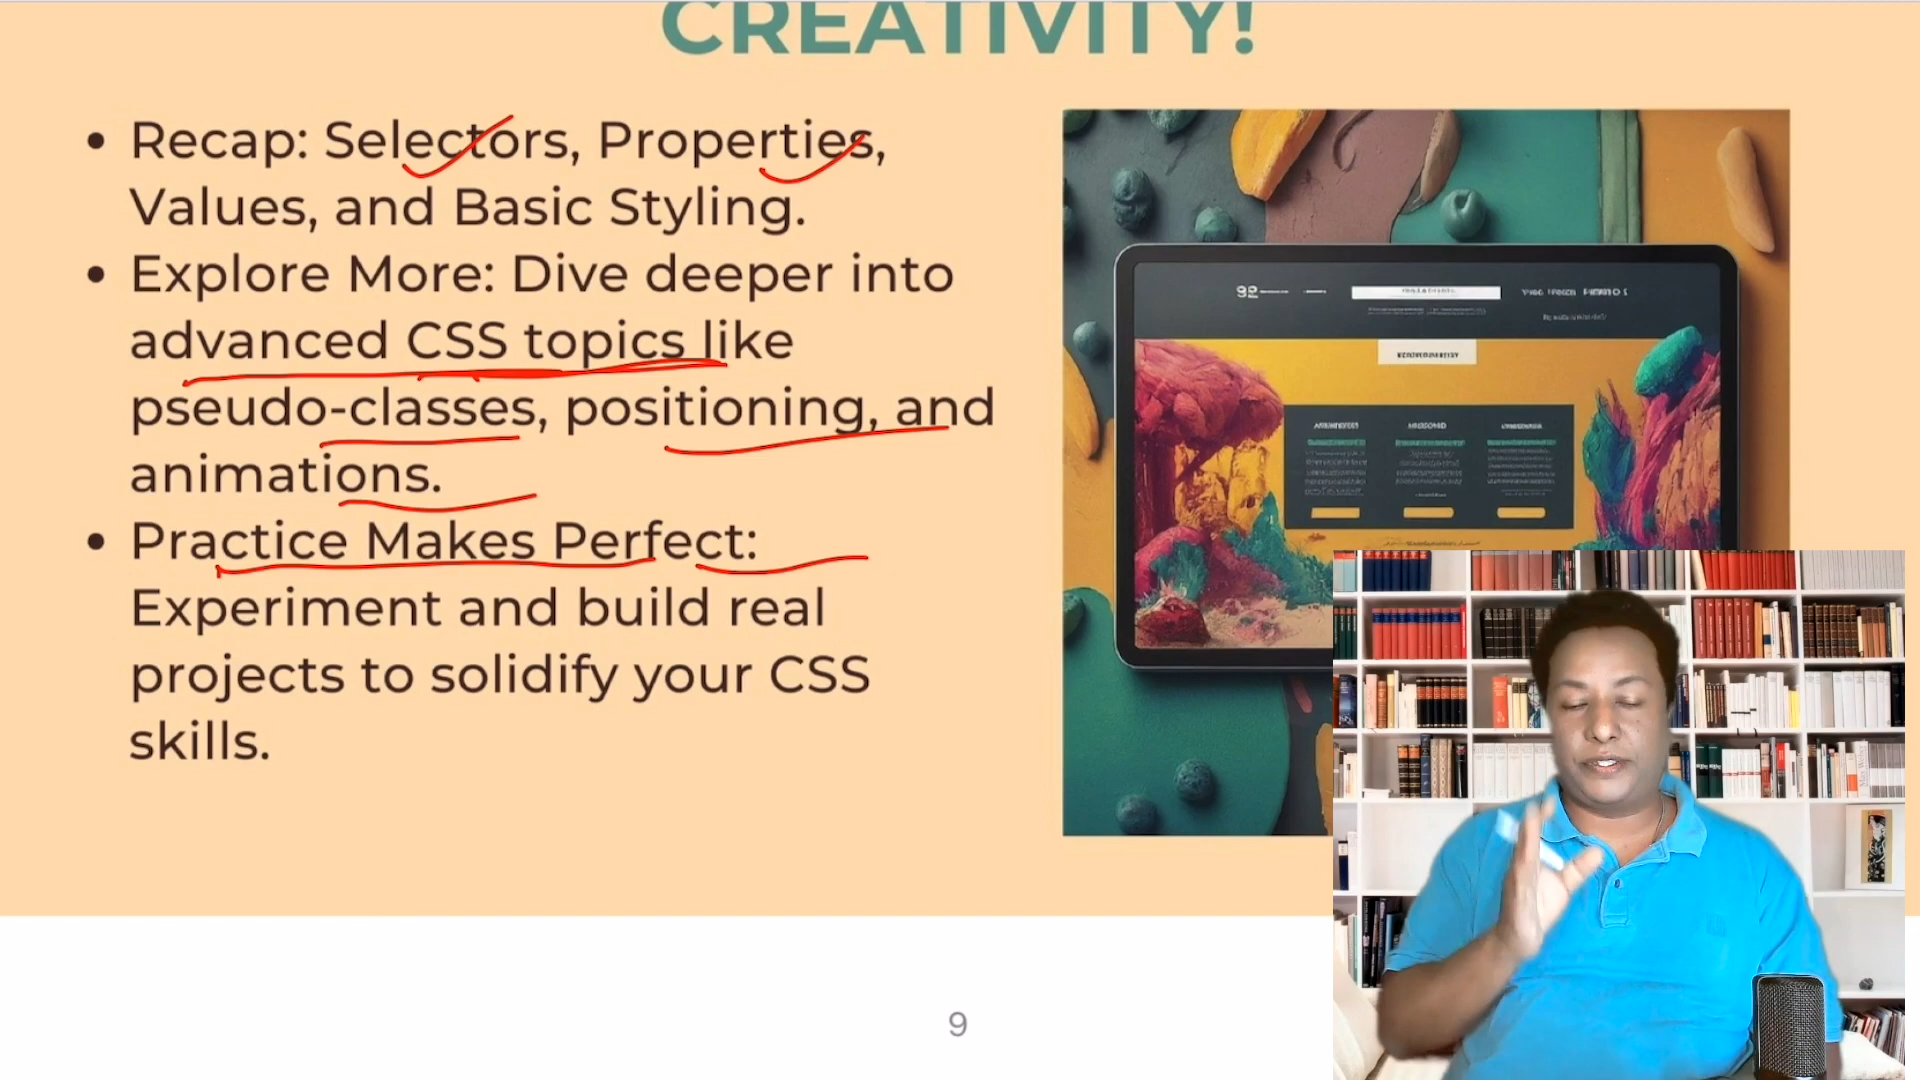 CREATIVITY!
• Recap: Selectors, Properties,
Values, and Basic Styling.
• Explore More: Dive deeper into
advanced CSS topics like
pseudo-classes, positioning, and
animations.
• Practice Makes Perfect:
Experiment and build real
projects to solidify your CSS
skills.
9